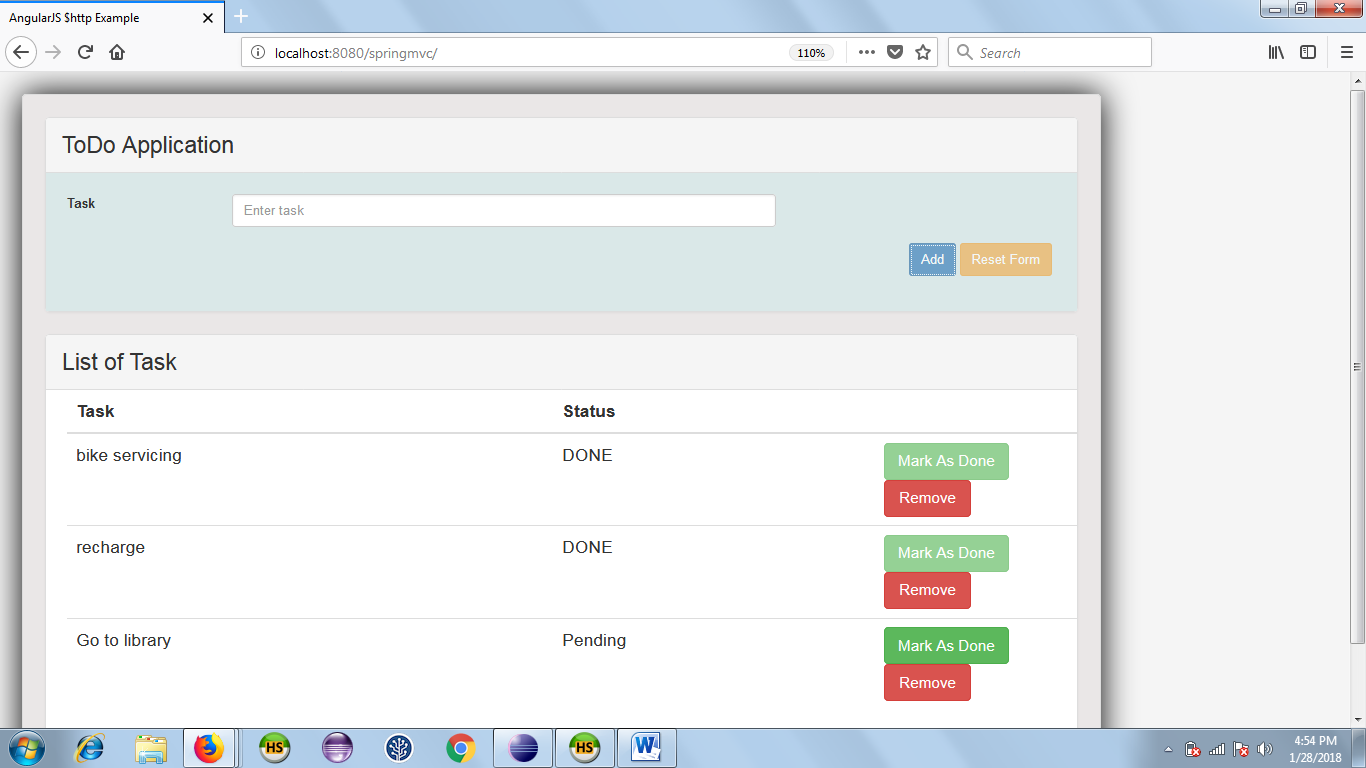 AngularJS $http Example
localhost:8080/springmvc/
110%
Search
ToDo Application
Task
Enter task
Add
Reset Form
List of Task
Task Status
bike servicing DONE Mark As Done
Remove
recharge DONE Mark As Done
Remove
Go to library Pending Mark As Done
Remove
HS
HS
W
4:54 PM
1/28/2018